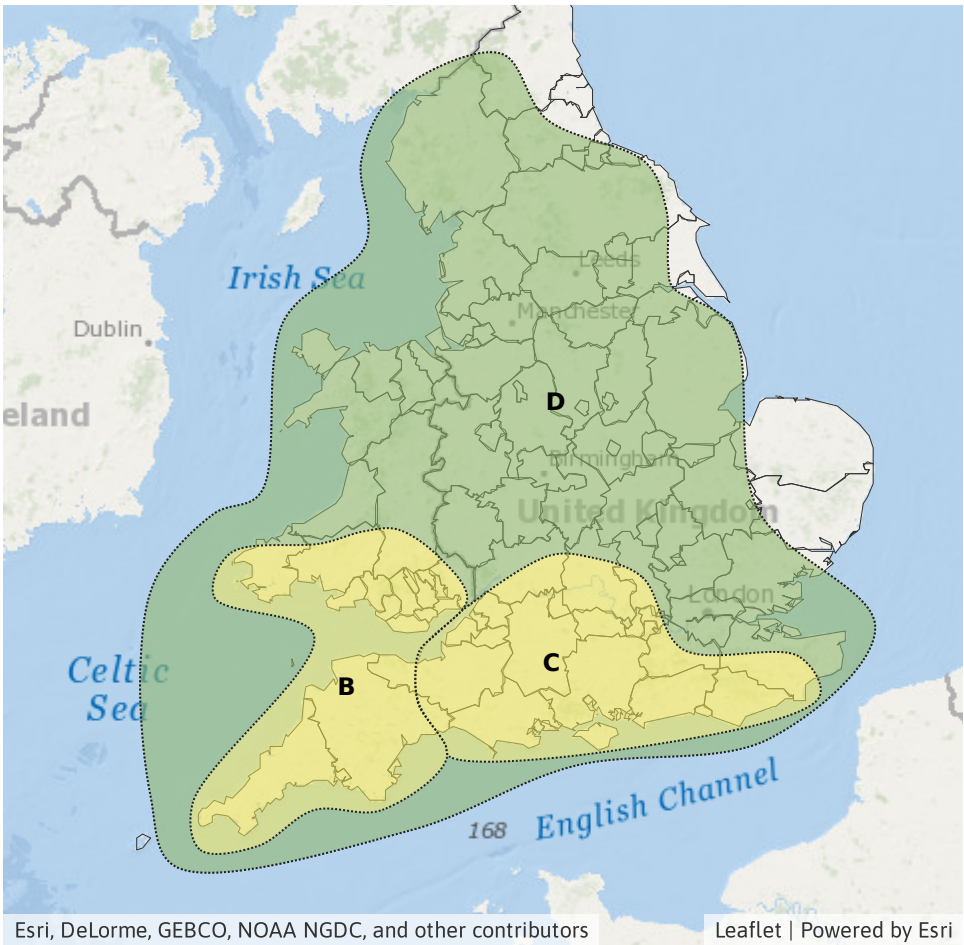 Leeds
Irish Sea
Manchester
Dublin
eland
D
Birmingham
United Kingdom
London
Celtic
Sea
B
C
168
English Channel
Esri, DeLorme, GEBCO, NOAA NGDC, and other contributors
Leaflet | Powered by Esri